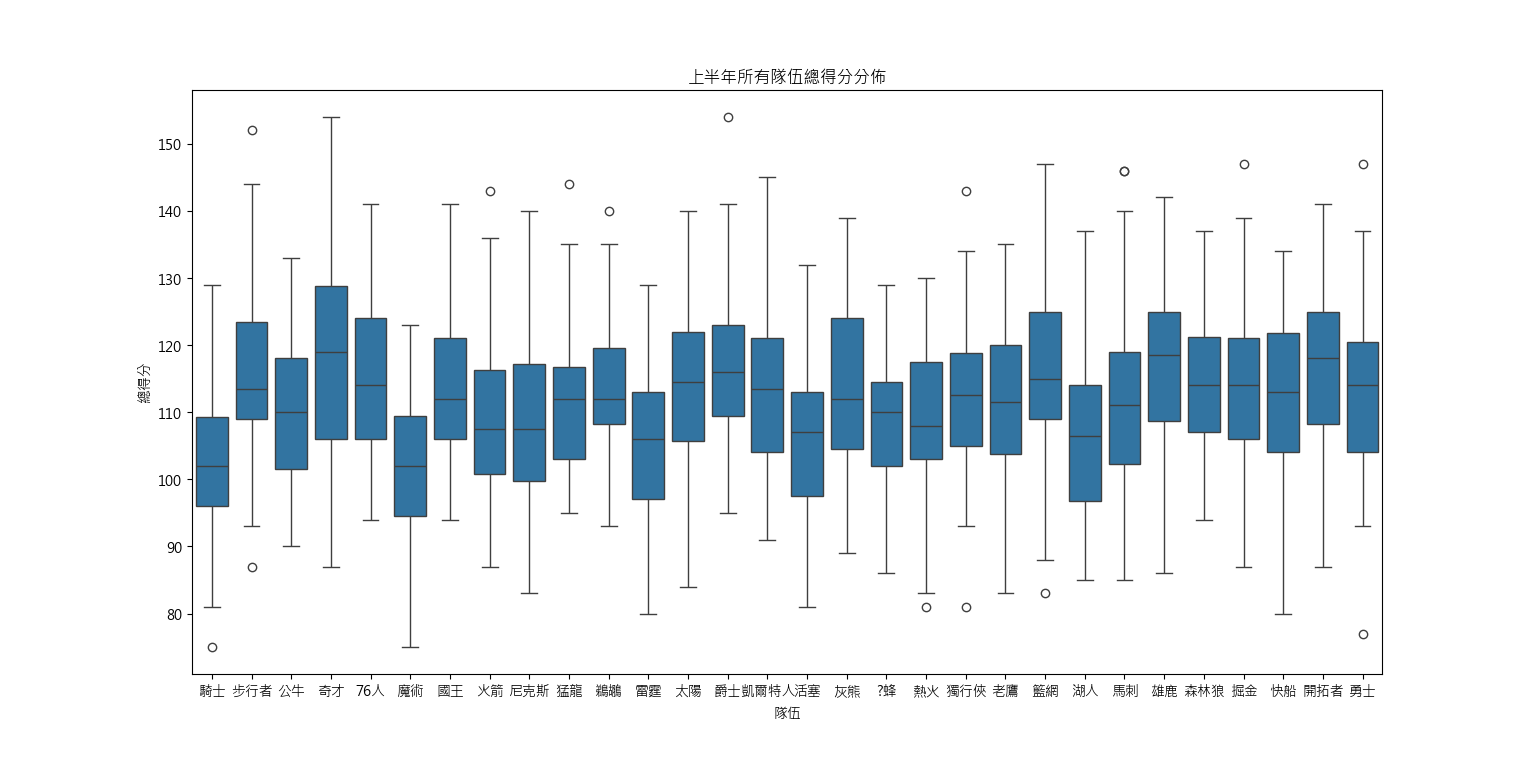 上半年所有隊伍總得分分佈
總得分
150
140
130
120
110
100
90
80
騎士 步行者 公牛 奇才 76人 魔術 國王 火箭 尼克斯 猛龍 鵜鶘 雷霆 太陽 爵士 凱爾特人 活塞 灰熊 ?蜂 熱火 獨行俠 老鷹 籃網 湖人 馬刺 雄鹿 森林狼 掘金 快船 開拓者 勇士
隊伍